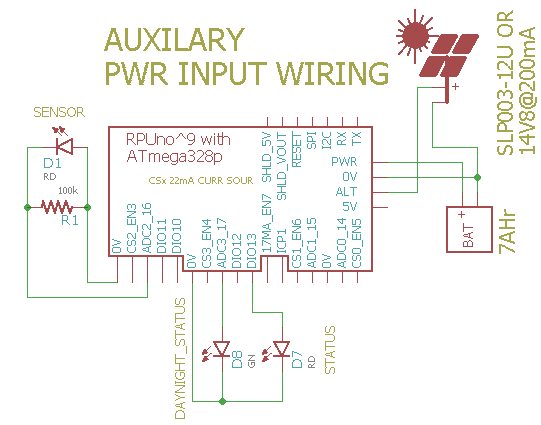 AUXILARY
PWR INPUT WIRING
SLP003-12U OR
14V8@200mA
+
SENSOR
D1
RD
100k
R1
RPUno^9 with
ATmega328p
CSx 22mA CURR SOUR
SHLD_5V
SHLD_VOUT
RESET
SPI
I2C
RX
TX
PWR
0V
ALT
5V
0V
CS2_EN3
ADC2_16
DIO11
DIO10
0V
CS3_EN4
ADC3_17
DIO12
DIO13
17MA_EN7
ICP1
CS1_EN6
ADC1_15
0V
ADC0_14
CS0_EN5
+
BAT
7AHr
DAYNIGHT_STATUS
D8
GN
D7
RD
STATUS